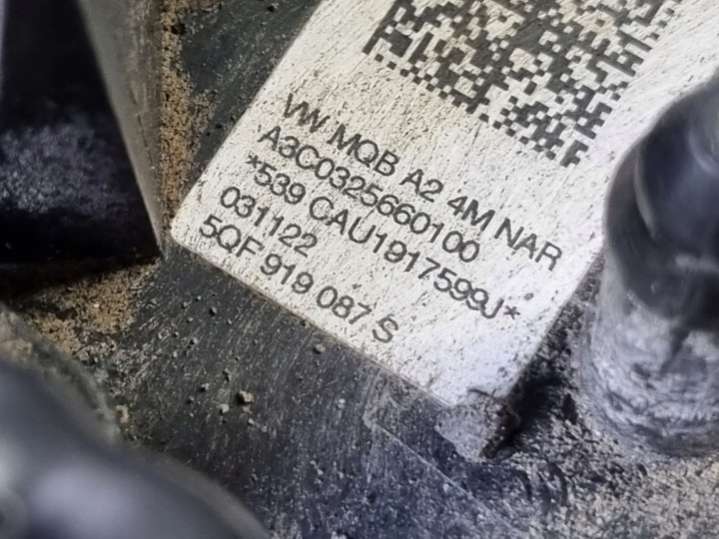 VW MQB A2 4M NAR
A3C0325660100
*539 CAU1917599J*
031122
5QF 919 087 S